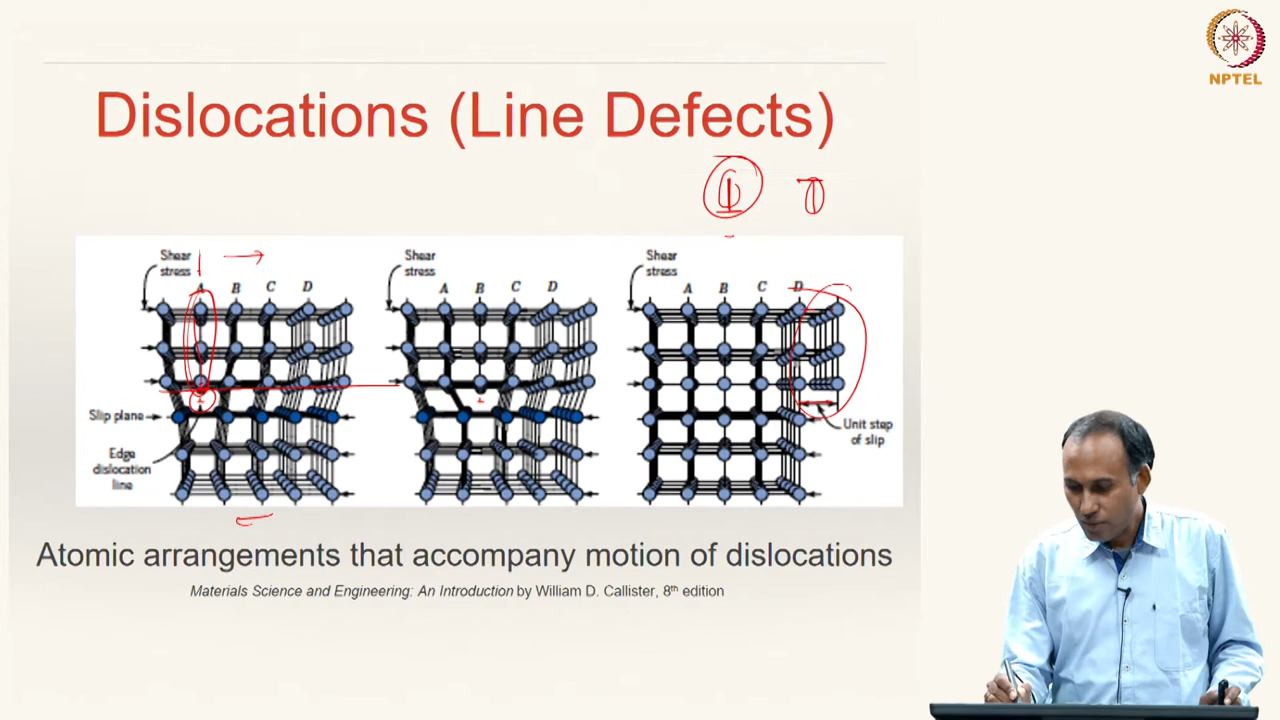 NPTEL
Dislocations (Line Defects)
Shear stress
A B C D
Slip plane
Edge dislocation line
Shear stress
A B C D
Shear stress
A B C D
Unit step of slip
Atomic arrangements that accompany motion of dislocations
Materials Science and Engineering: An Introduction by William D. Callister, 8th edition